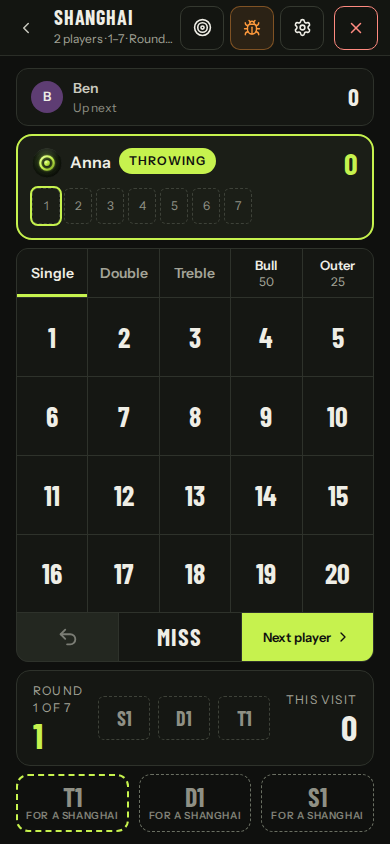 SHANGHAI
2 players·1–7·Round...
B
Ben
Up next
0
Anna
THROWING
0
1 2 3 4 5 6 7
Single Double Treble Bull 50 Outer 25
1 2 3 4 5
6 7 8 9 10
11 12 13 14 15
16 17 18 19 20
MISS Next player
ROUND
1 OF 7
1
S1 D1 T1
THIS VISIT
0
T1 D1 S1
FOR A SHANGHAI FOR A SHANGHAI FOR A SHANGHAI